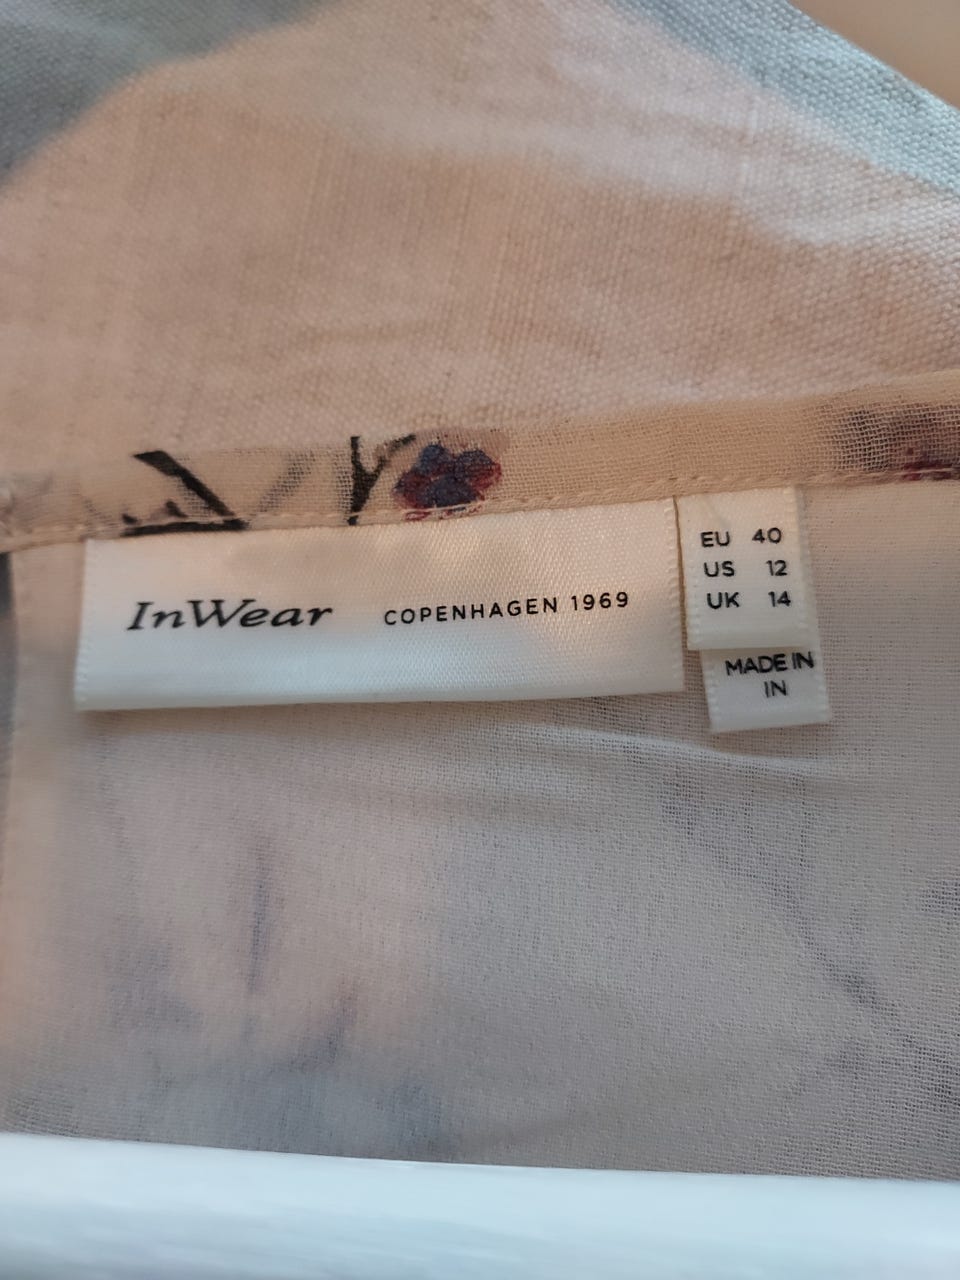 InWear COPENHAGEN 1969
EU 40
US 12
UK 14
MADE IN
IN